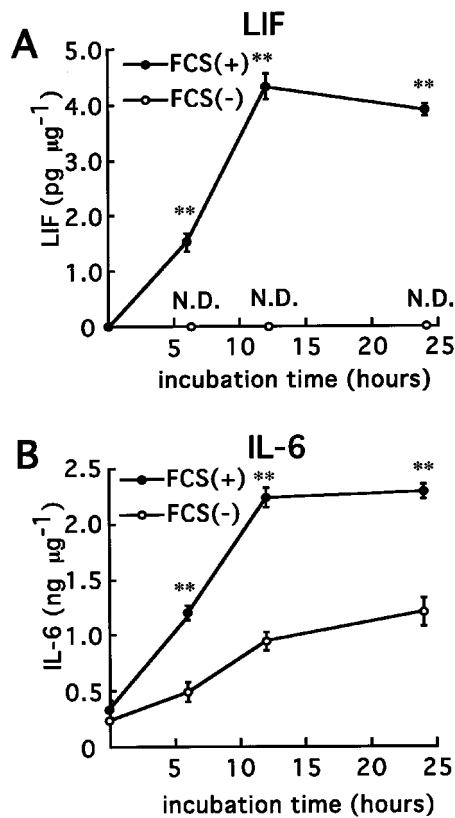 A
LIF
5.0
FCS(+)
**
**
FCS(-)
4.0
3.0
2.0
**
1.0
N.D.
N.D.
N.D.
0
LIF (pg μg⁻¹)
5
10
15
20
25
incubation time (hours)
B
IL-6
2.5
FCS(+)
**
**
FCS(-)
2.0
1.5
**
1.0
0.5
0
IL-6 (ng μg⁻¹)
5
10
15
20
25
incubation time (hours)